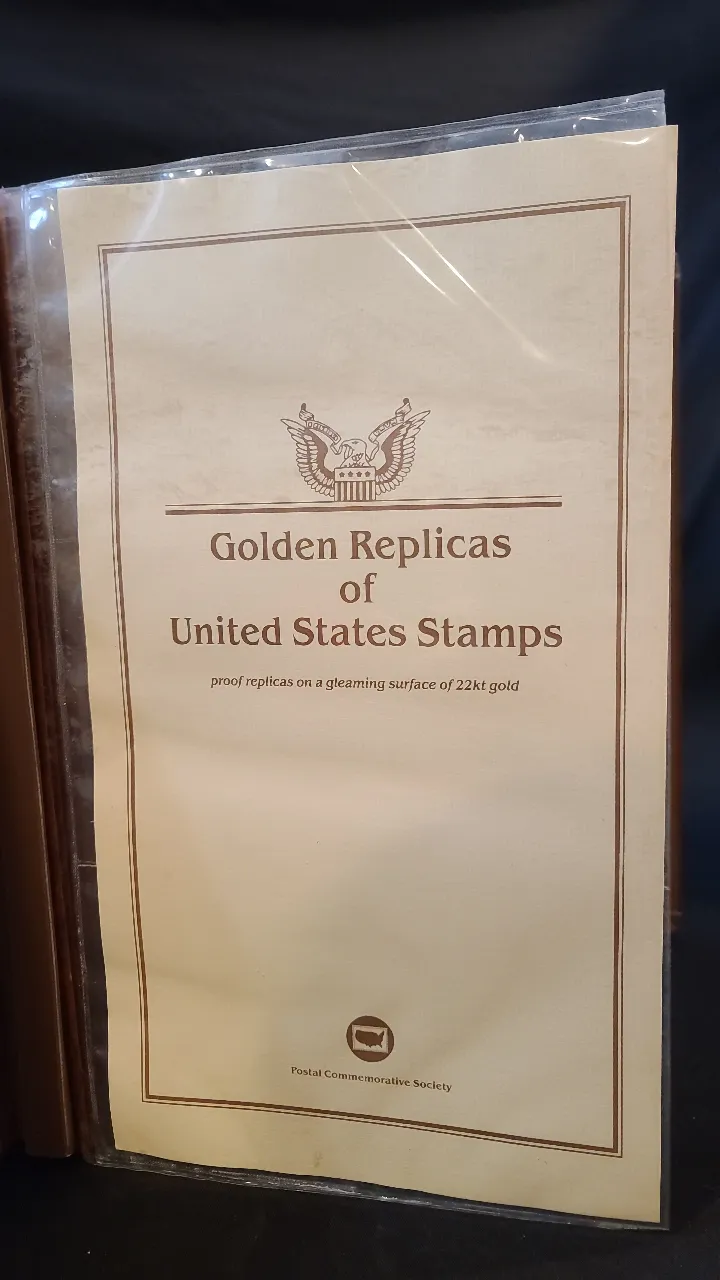 Golden Replicas
of
United States Stamps
proof replicas on a gleaming surface of 22kt gold
Postal Commemorative Society